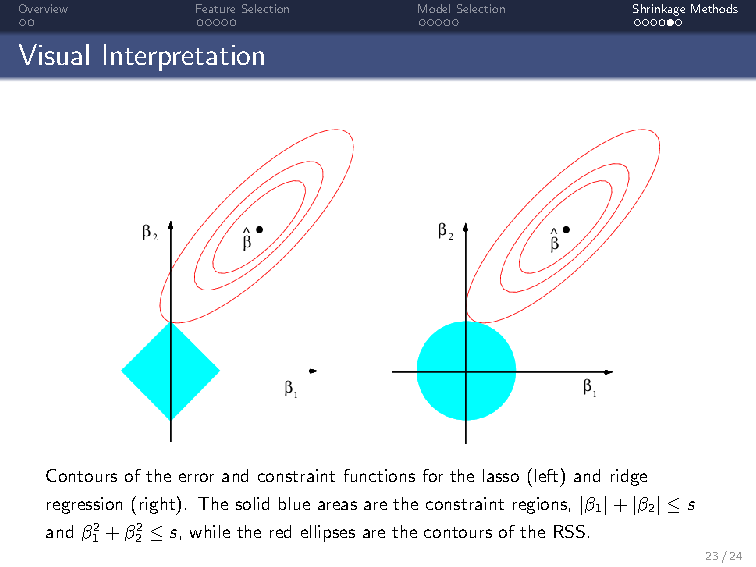 Overview Feature Selection Model Selection Shrinkage Methods
Visual Interpretation
β₂ β̂ β₁
β₂ β̂ β₁
Contours of the error and constraint functions for the lasso (left) and ridge
regression (right). The solid blue areas are the constraint regions, |β₁| + |β₂| ≤ s
and β₁² + β₂² ≤ s, while the red ellipses are the contours of the RSS.
23 / 24